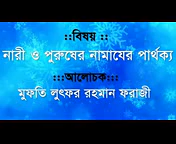 ::বিষয় ::
নারী ও পুরুষের নামাযের পার্থক্য
:::আলোচক:::
মুফতি লুৎফর রহমান ফরাজী